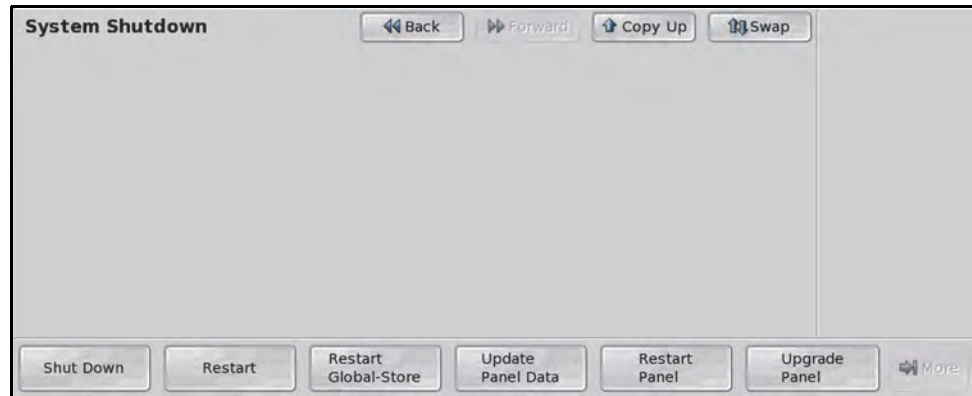 System Shutdown
Back
Forward
Copy Up
Swap
Shut Down
Restart
Restart
Global-Store
Update
Panel Data
Restart
Panel
Upgrade
Panel
More